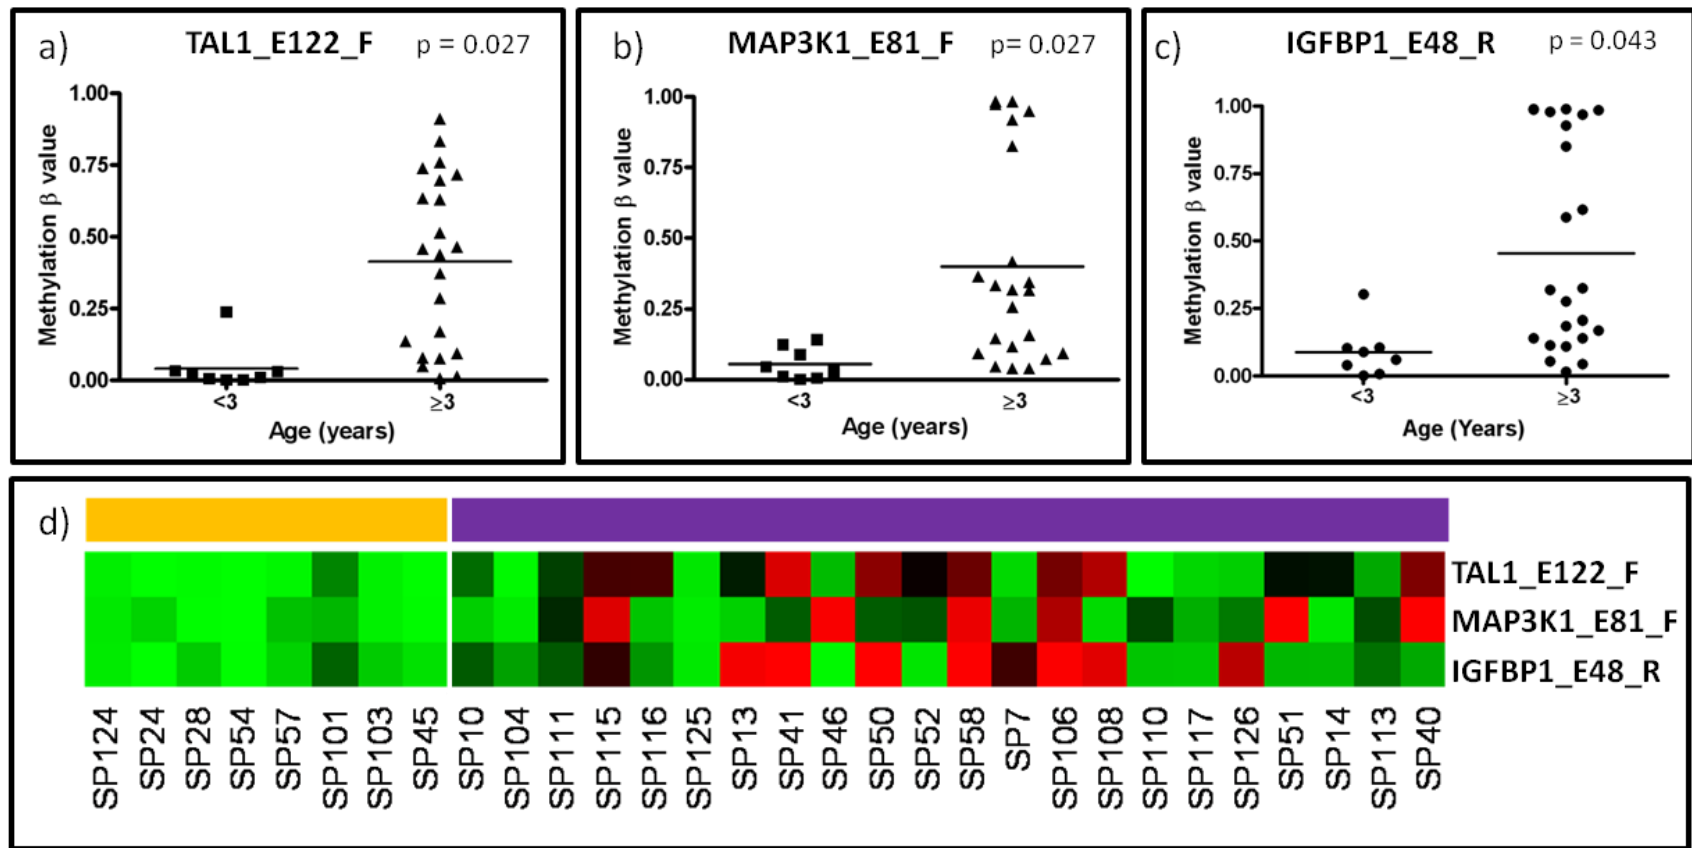 a) TAL1_E122_F p = 0.027
1.00
0.75
0.50
0.25
0.00
Methylation β value
<3 ≥3
Age (years)
b) MAP3K1_E81_F p= 0.027
1.00
0.75
0.50
0.25
0.00
Methylation β value
<3 ≥3
Age (years)
c) IGFBP1_E48_R p = 0.043
1.00
0.75
0.50
0.25
0.00
Methylation β value
<3 ≥3
Age (Years)
d)
TAL1_E122_F
MAP3K1_E81_F
IGFBP1_E48_R
SP124
SP24
SP28
SP54
SP57
SP101
SP103
SP45
SP10
SP104
SP111
SP115
SP116
SP125
SP13
SP41
SP46
SP50
SP52
SP58
SP7
SP106
SP108
SP110
SP117
SP126
SP51
SP14
SP113
SP40